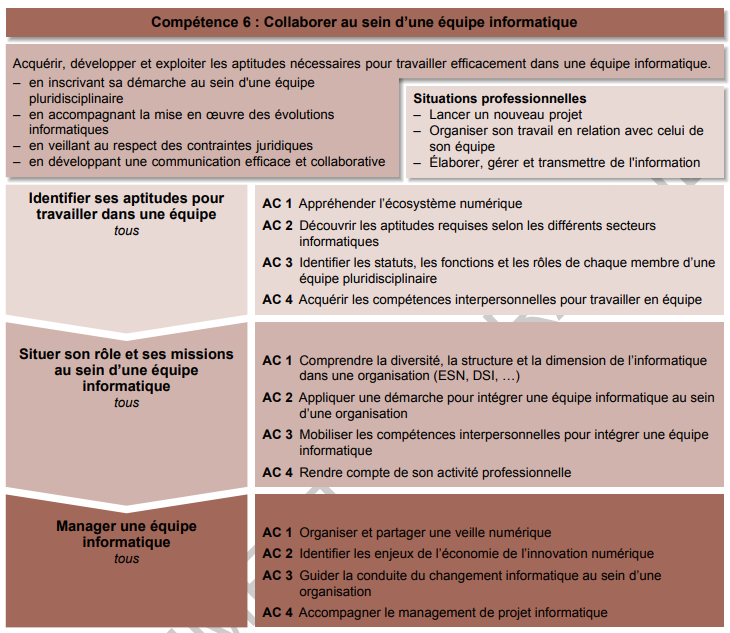 Compétence 6 : Collaborer au sein d’une équipe informatique
Acquérir, développer et exploiter les aptitudes nécessaires pour travailler efficacement dans une équipe informatique.
– en inscrivant sa démarche au sein d'une équipe
pluridisciplinaire
– en accompagnant la mise en œuvre des évolutions
informatiques
– en veillant au respect des contraintes juridiques
– en développant une communication efficace et collaborative
Situations professionnelles
– Lancer un nouveau projet
– Organiser son travail en relation avec celui de
son équipe
– Élaborer, gérer et transmettre de l'information
Identifier ses aptitudes pour
travailler dans une équipe
tous
AC 1 Appréhender l’écosystème numérique
AC 2 Découvrir les aptitudes requises selon les différents secteurs
informatiques
AC 3 Identifier les statuts, les fonctions et les rôles de chaque membre d’une
équipe pluridisciplinaire
AC 4 Acquérir les compétences interpersonnelles pour travailler en équipe
Situer son rôle et ses missions
au sein d’une équipe
informatique
tous
AC 1 Comprendre la diversité, la structure et la dimension de l’informatique
dans une organisation (ESN, DSI, …)
AC 2 Appliquer une démarche pour intégrer une équipe informatique au sein
d’une organisation
AC 3 Mobiliser les compétences interpersonnelles pour intégrer une équipe
informatique
AC 4 Rendre compte de son activité professionnelle
Manager une équipe
informatique
tous
AC 1 Organiser et partager une veille numérique
AC 2 Identifier les enjeux de l’économie de l’innovation numérique
AC 3 Guider la conduite du changement informatique au sein d’une
organisation
AC 4 Accompagner le management de projet informatique